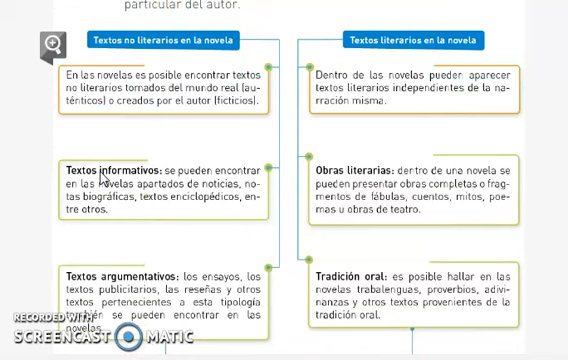 particular del autor.
Textos no literarios en la novela
En las novelas es posible encontrar textos
no literarios tomados del mundo real (au-
ténticos) o creados por el autor (ficticios).
Textos informativos: se pueden encontrar
en las novelas apartados de noticias, no-
tas biográficas, textos enciclopédicos, en-
tre otros.
Textos argumentativos: los ensayos, los
textos publicitarios, las reseñas y otros
textos pertenecientes a esta tipología
también se pueden encontrar en las
novelas.
Textos literarios en la novela
Dentro de las novelas pueden aparecer
textos literarios independientes de la na-
rración misma.
Obras literarias: dentro de una novela se
pueden presentar obras completas o frag-
mentos de fábulas, cuentos, mitos, poe-
mas u obras de teatro.
Tradición oral: es posible hallar en las
novelas trabalenguas, proverbios, adivi-
nanzas y otros textos provenientes de la
tradición oral.
RECORDED WITH
SCREENCAST MATIC